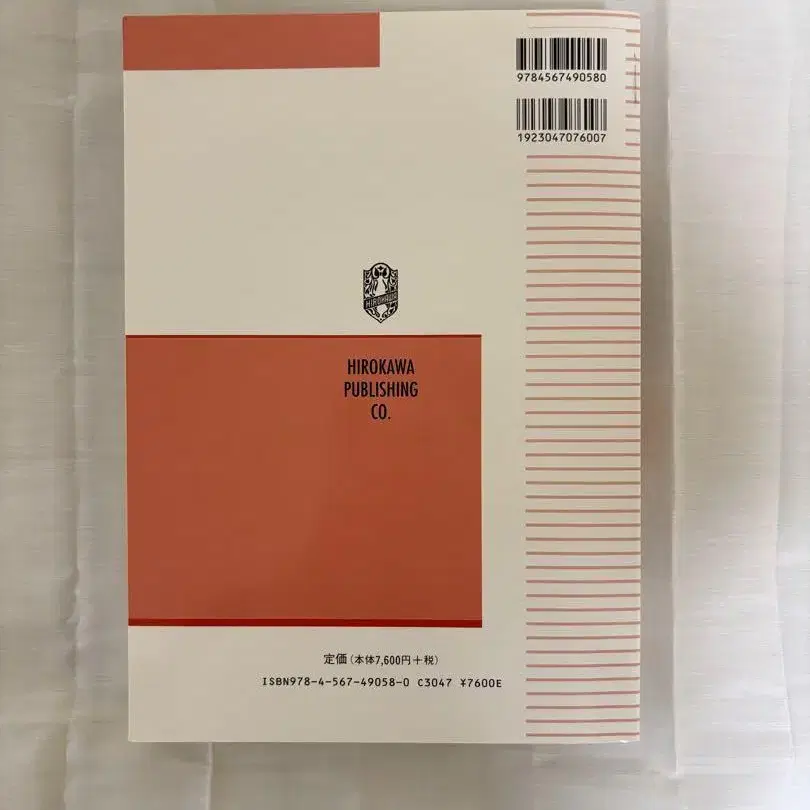 9784567490580
1923047076007
HIROKAWA
HIROKAWA
PUBLISHING
CO.
定価（本体7,600円＋税）
ISBN978-4-567-49058-0 C3047 ¥7600E